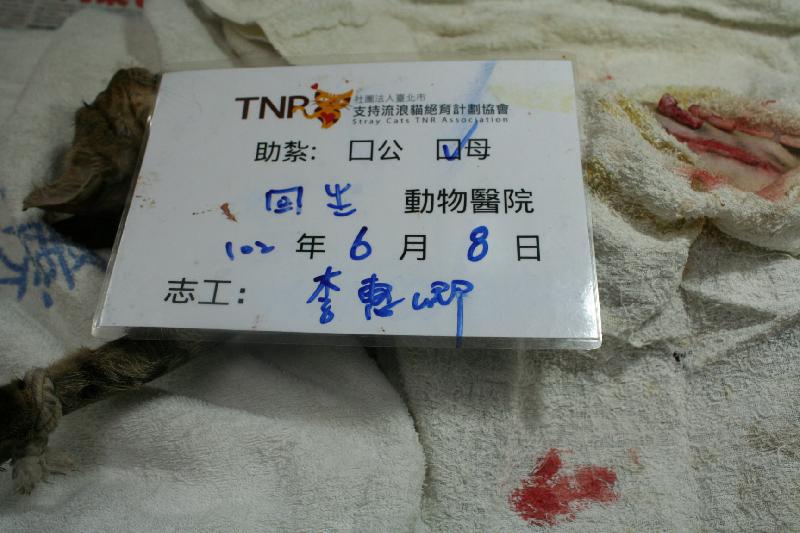 TNR 社團法人臺北市
支持流浪貓絕育計劃協會
Stray Cats TNR Association
助紮: 口公 口母
回生 動物醫院
102 年 6 月 8 日
志工: 李